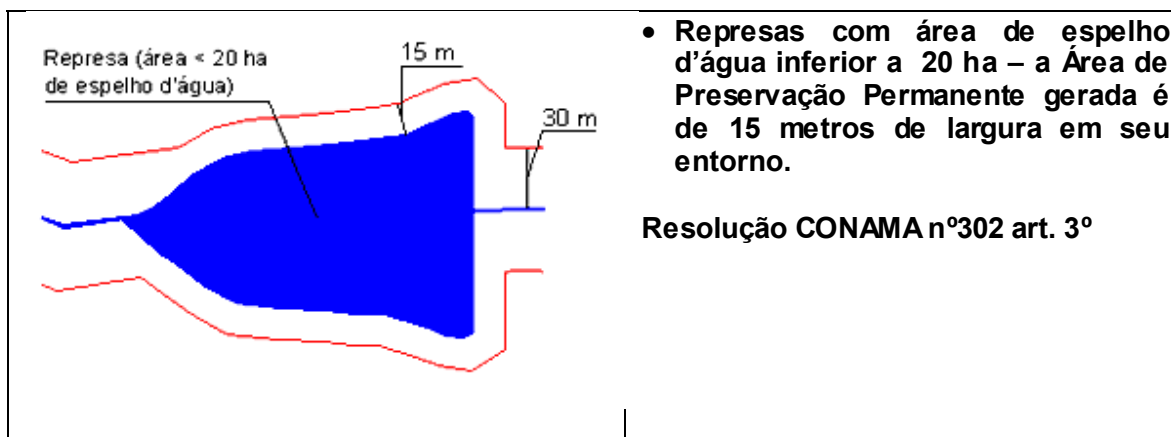 Represa (área < 20 ha
de espelho d'água)
15 m
30 m
• Represas com área de espelho
d’água inferior a 20 ha – a Área de
Preservação Permanente gerada é
de 15 metros de largura em seu
entorno.
Resolução CONAMA nº302 art. 3º